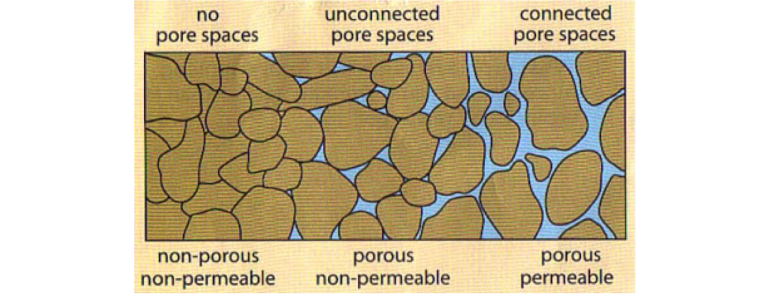 no
pore spaces
unconnected
pore spaces
connected
pore spaces
non-porous
non-permeable
porous
non-permeable
porous
permeable